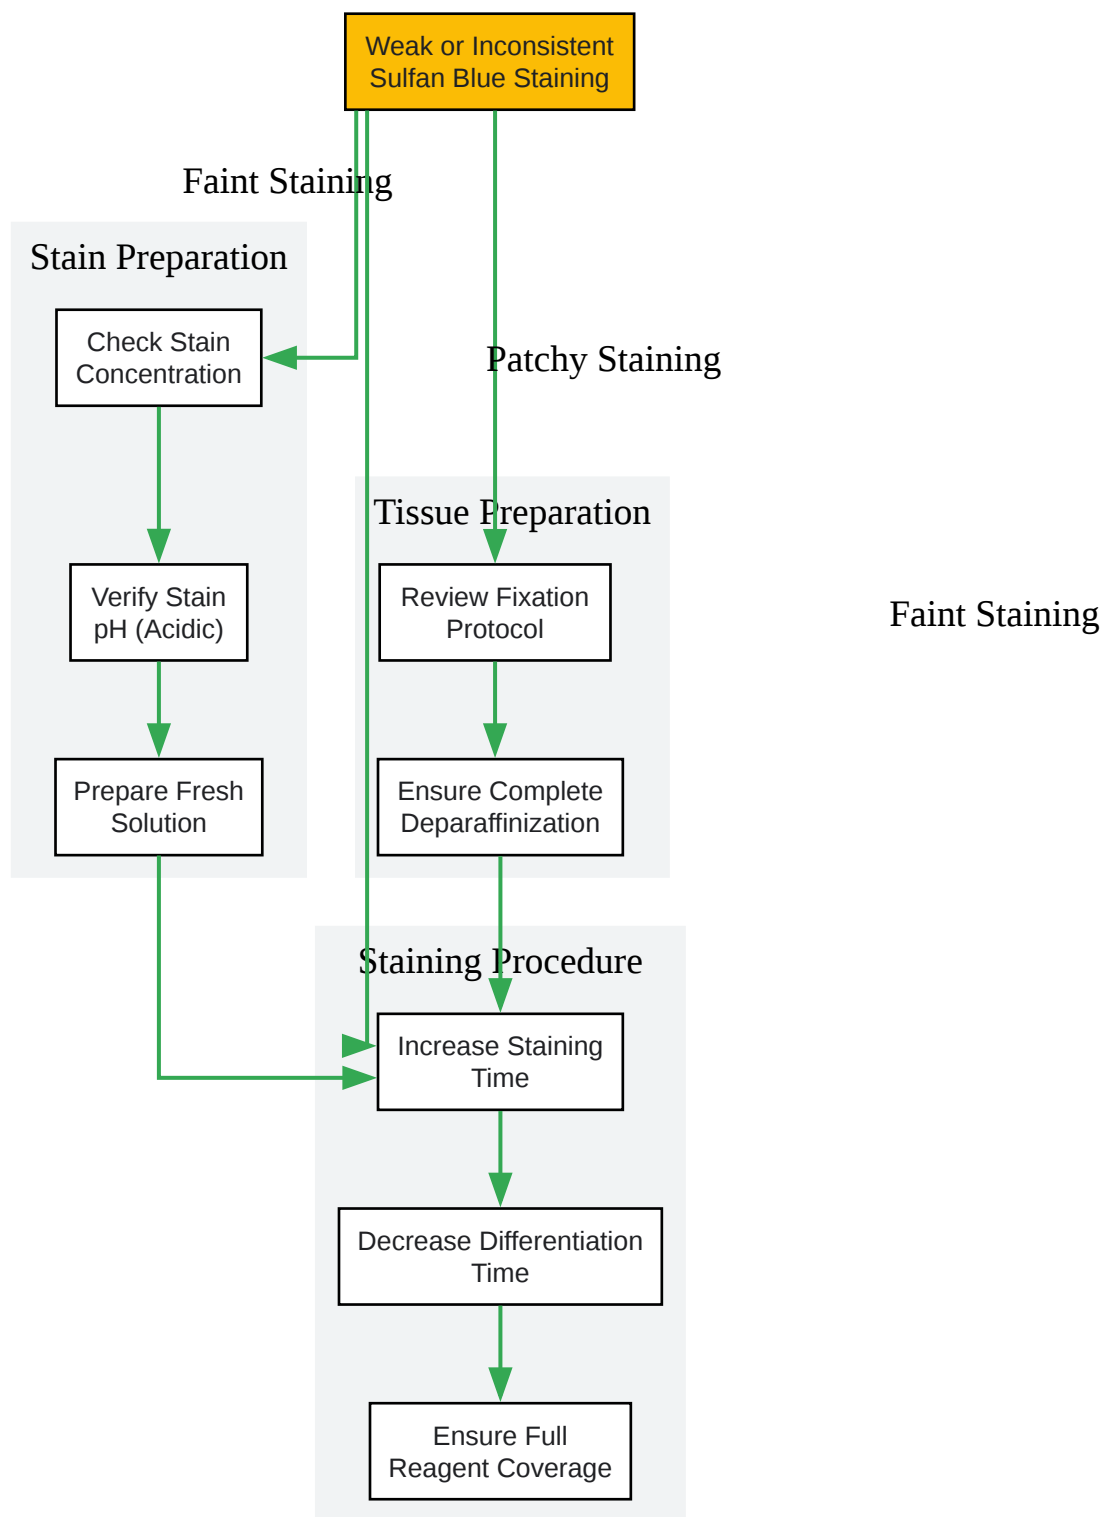 Weak or Inconsistent
Sulfan Blue Staining
Faint Staining
Stain Preparation
Check Stain
Concentration
Patchy Staining
Tissue Preparation
Verify Stain
pH (Acidic)
Review Fixation
Protocol
Faint Staining
Prepare Fresh
Solution
Ensure Complete
Deparaffinization
Staining Procedure
Increase Staining
Time
Decrease Differentiation
Time
Ensure Full
Reagent Coverage